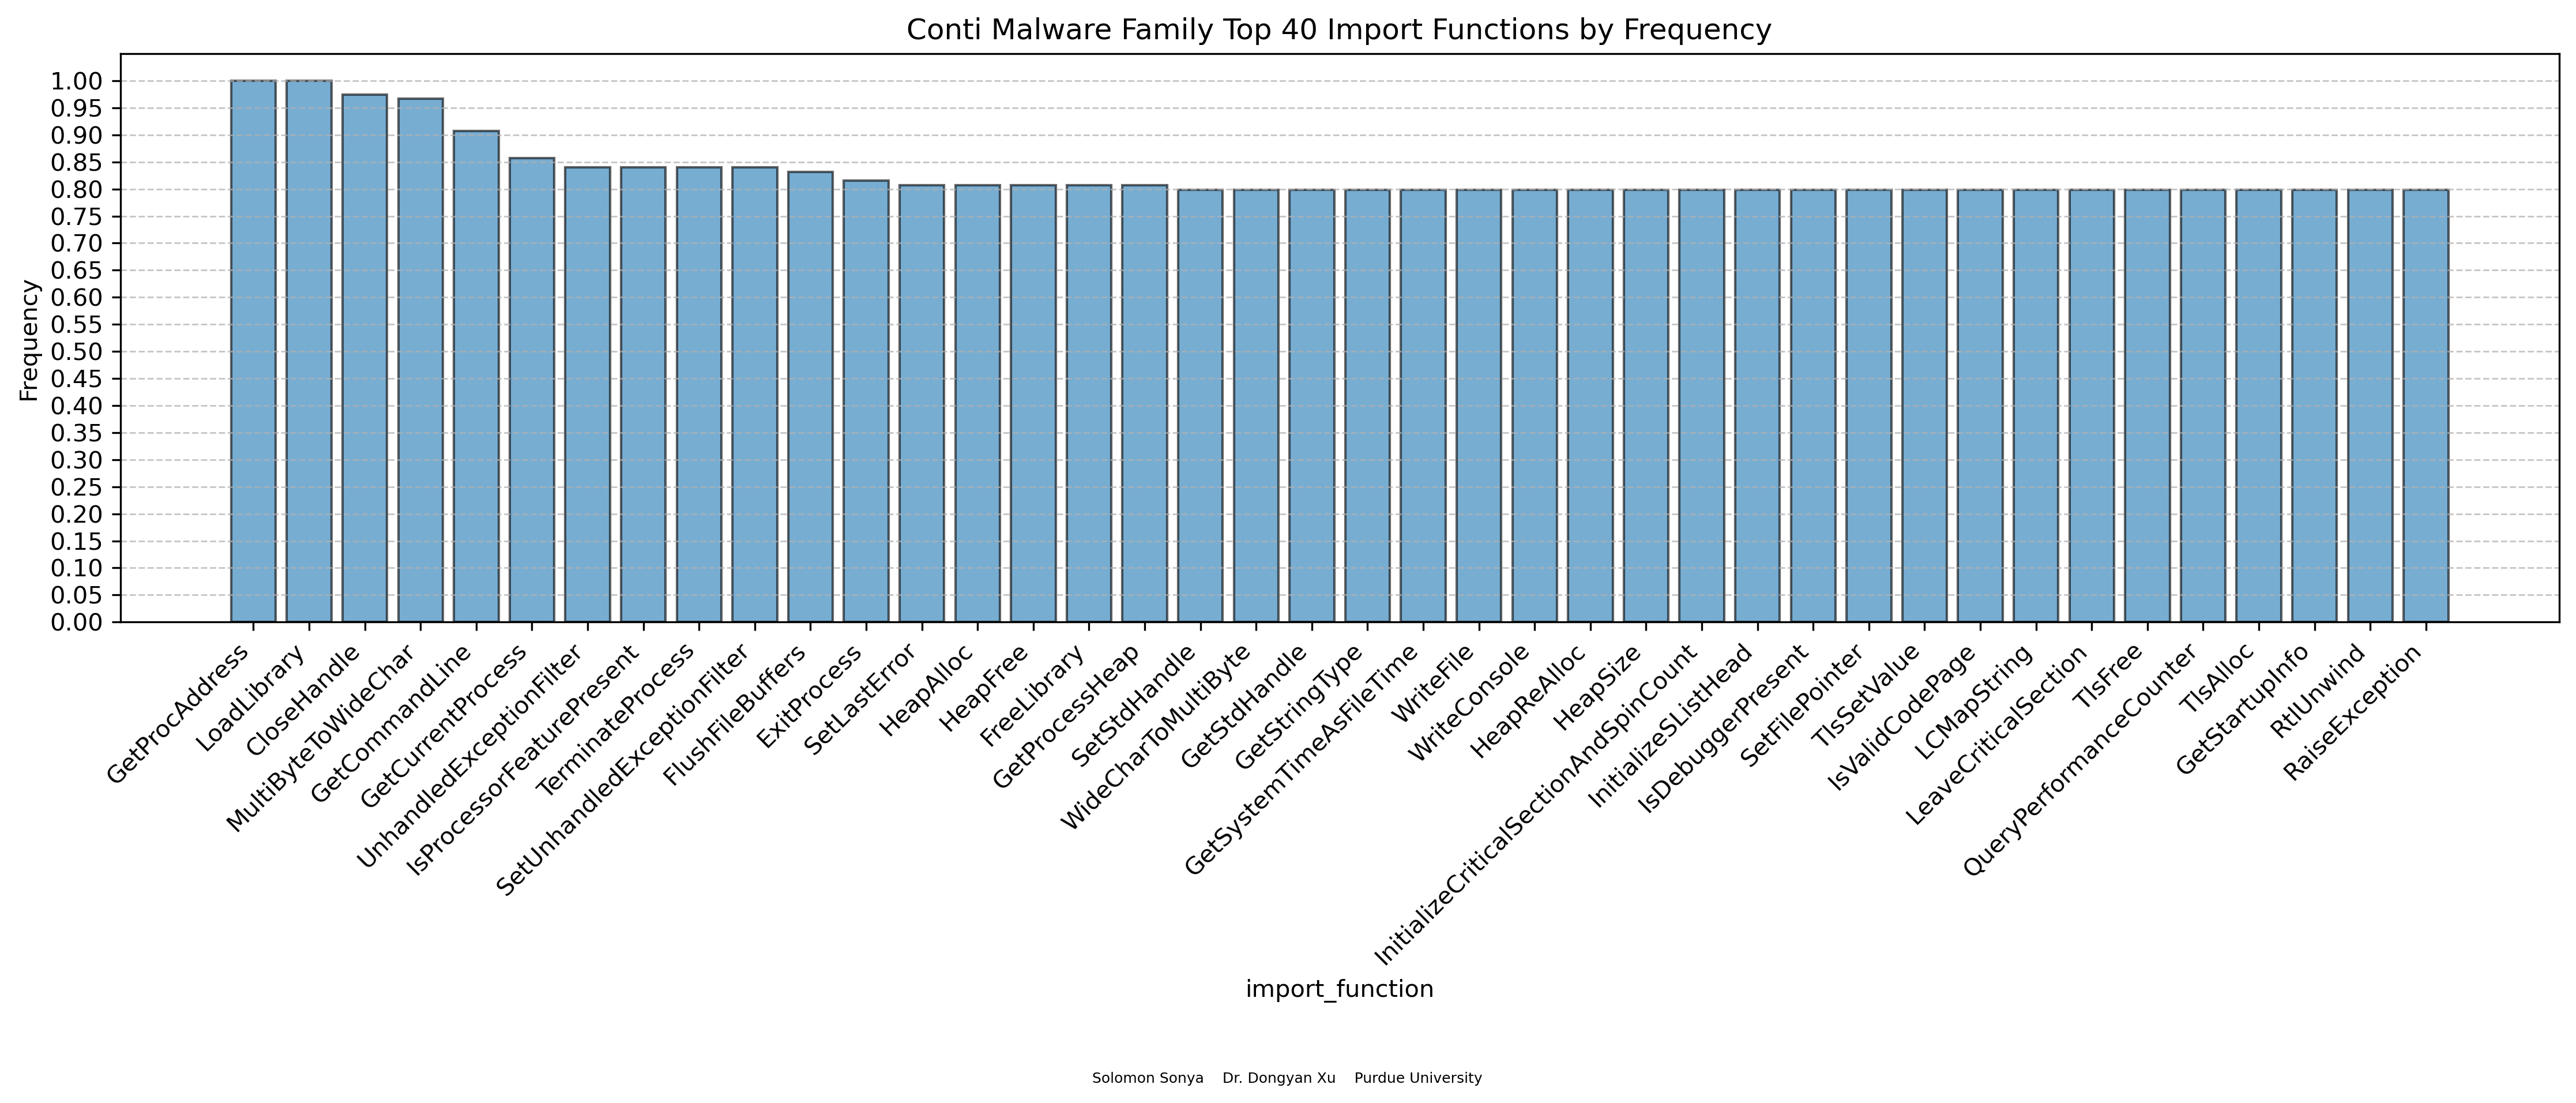 Conti Malware Family Top 40 Import Functions by Frequency
Frequency
1.00
0.95
0.90
0.85
0.80
0.75
0.70
0.65
0.60
0.55
0.50
0.45
0.40
0.35
0.30
0.25
0.20
0.15
0.10
0.05
0.00
GetProcAddress
LoadLibrary
CloseHandle
MultiByteToWideChar
GetCommandLine
GetCurrentProcess
UnhandledExceptionFilter
IsProcessorFeaturePresent
TerminateProcess
SetUnhandledExceptionFilter
FlushFileBuffers
ExitProcess
SetLastError
HeapAlloc
HeapFree
FreeLibrary
GetProcessHeap
SetStdHandle
WideCharToMultiByte
GetStdHandle
GetStringType
GetSystemTimeAsFileTime
WriteFile
WriteConsole
HeapReAlloc
HeapSize
InitializeCriticalSectionAndSpinCount
InitializeSListHead
IsDebuggerPresent
SetFilePointer
TlsSetValue
IsValidCodePage
LCMapString
LeaveCriticalSection
TlsFree
QueryPerformanceCounter
TlsAlloc
GetStartupInfo
RtlUnwind
RaiseException
import_function
Solomon Sonya    Dr. Dongyan Xu    Purdue University